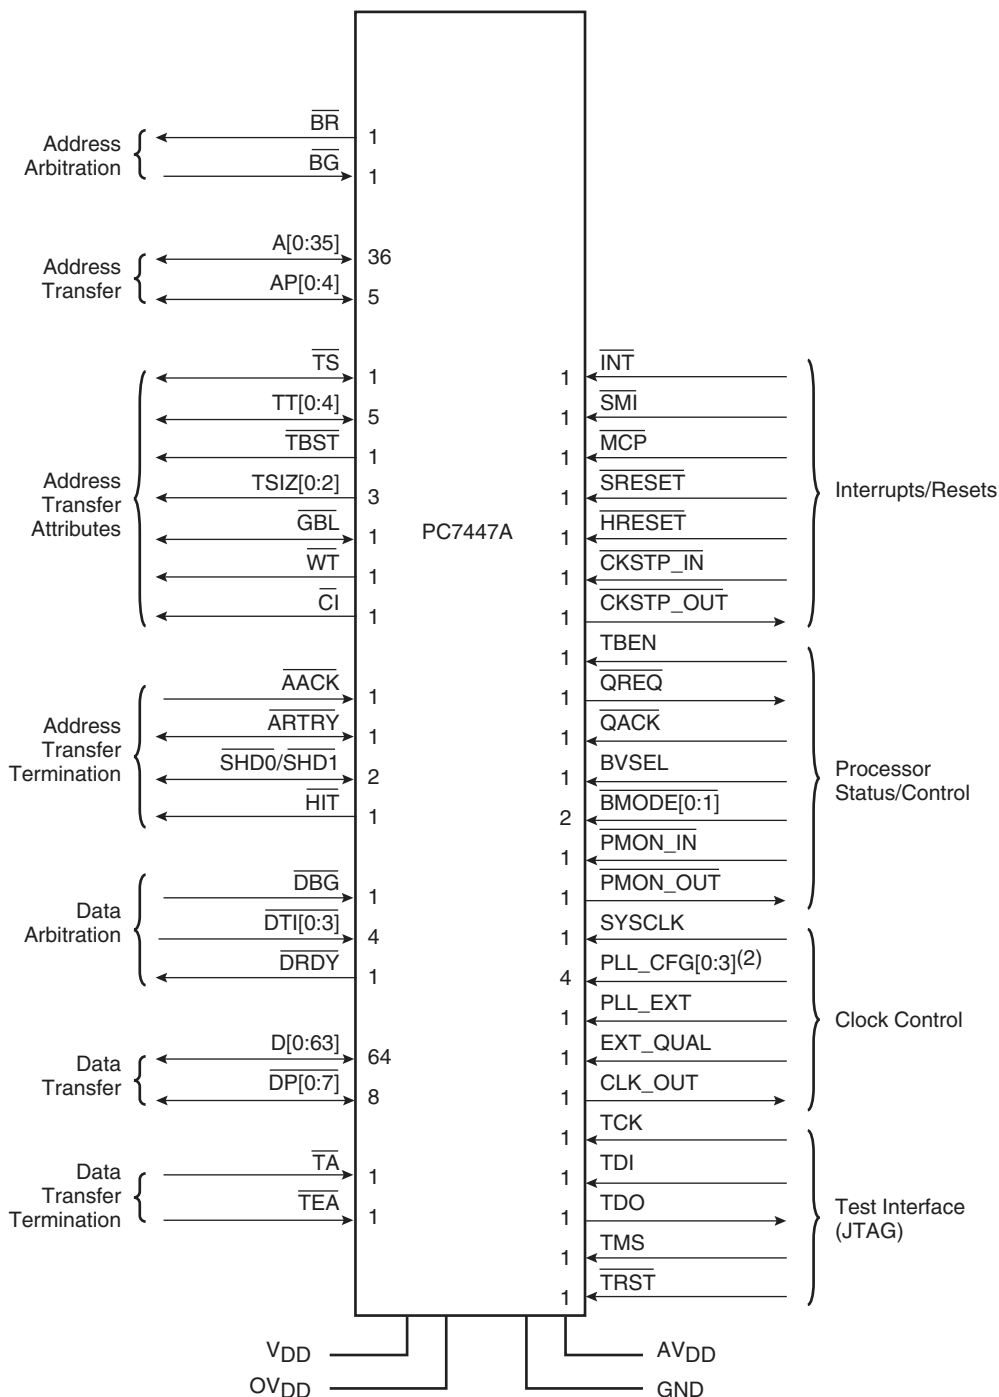 Address
Arbitration
BR
1
BG
1
Address
Transfer
A[0:35]
36
AP[0:4]
5
Address
Transfer
Attributes
TS
1
TT[0:4]
5
TBST
1
TSIZ[0:2]
3
GBL
1
WT
1
CI
1
Address
Transfer
Termination
AACK
1
ARTRY
1
SHD0/SHD1
2
HIT
1
Data
Arbitration
DBG
1
DTI[0:3]
4
DRDY
1
Data
Transfer
D[0:63]
64
DP[0:7]
8
Data
Transfer
Termination
TA
1
TEA
1
PC7447A
1 INT
1 SMI
1 MCP
1 SRESET
1 HRESET
1 CKSTP_IN
1 CKSTP_OUT
Interrupts/Resets
1 TBEN
1 QREQ
1 QACK
1 BVSEL
2 BMODE[0:1]
1 PMON_IN
1 PMON_OUT
Processor
Status/Control
1 SYSCLK
4 PLL_CFG[0:3](2)
1 PLL_EXT
1 EXT_QUAL
1 CLK_OUT
Clock Control
1 TCK
1 TDI
1 TDO
1 TMS
1 TRST
Test Interface
(JTAG)
VDD
OVDD
AVDD
GND